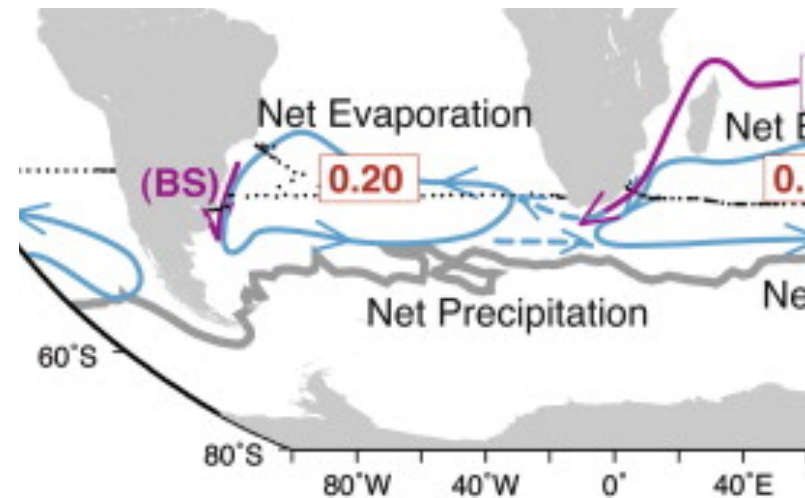 Net Evaporation
Net
(BS)
0.20
0.
Net Precipitation
Ne
60˚S
80˚S
80˚W
40˚W
0˚
40˚E